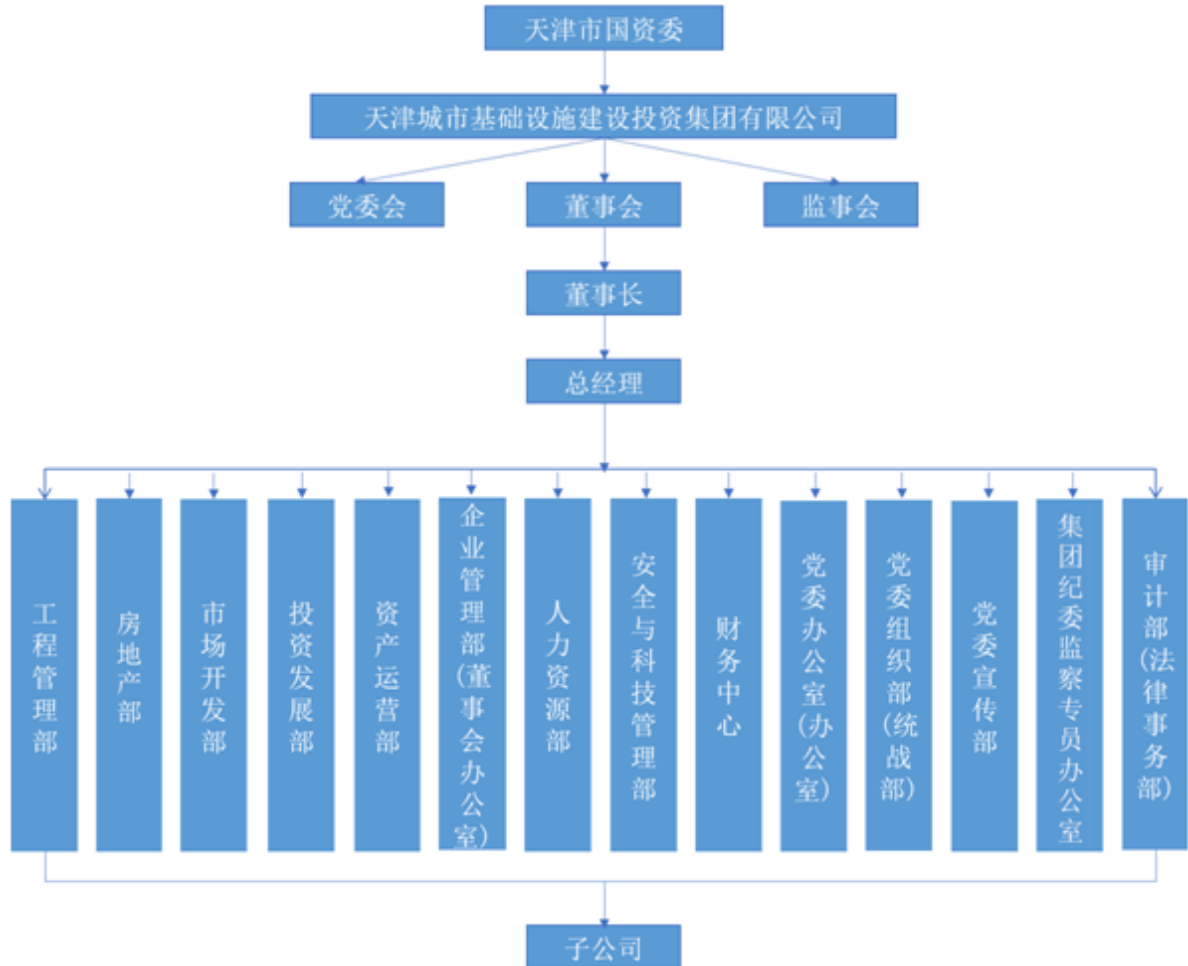 天津市国资委
天津城市基础设施建设投资集团有限公司
党委会
董事会
监事会
董事长
总经理
工程管理部
房地产部
市场开发部
投资发展部
资产运营部
企业管理部(董事会办公室)
人力资源部
安全与科技管理部
财务中心
党委办公室(办公室)
党委组织部(统战部)
党委宣传部
集团纪委监察专员办公室
审计部(法律事务部)
子公司